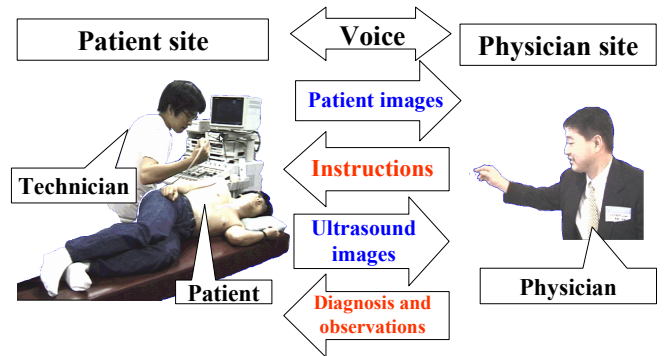 Patient site
Voice
Physician site
Patient images
Instructions
Technician
Ultrasound
images
Patient
Physician
Diagnosis and
observations